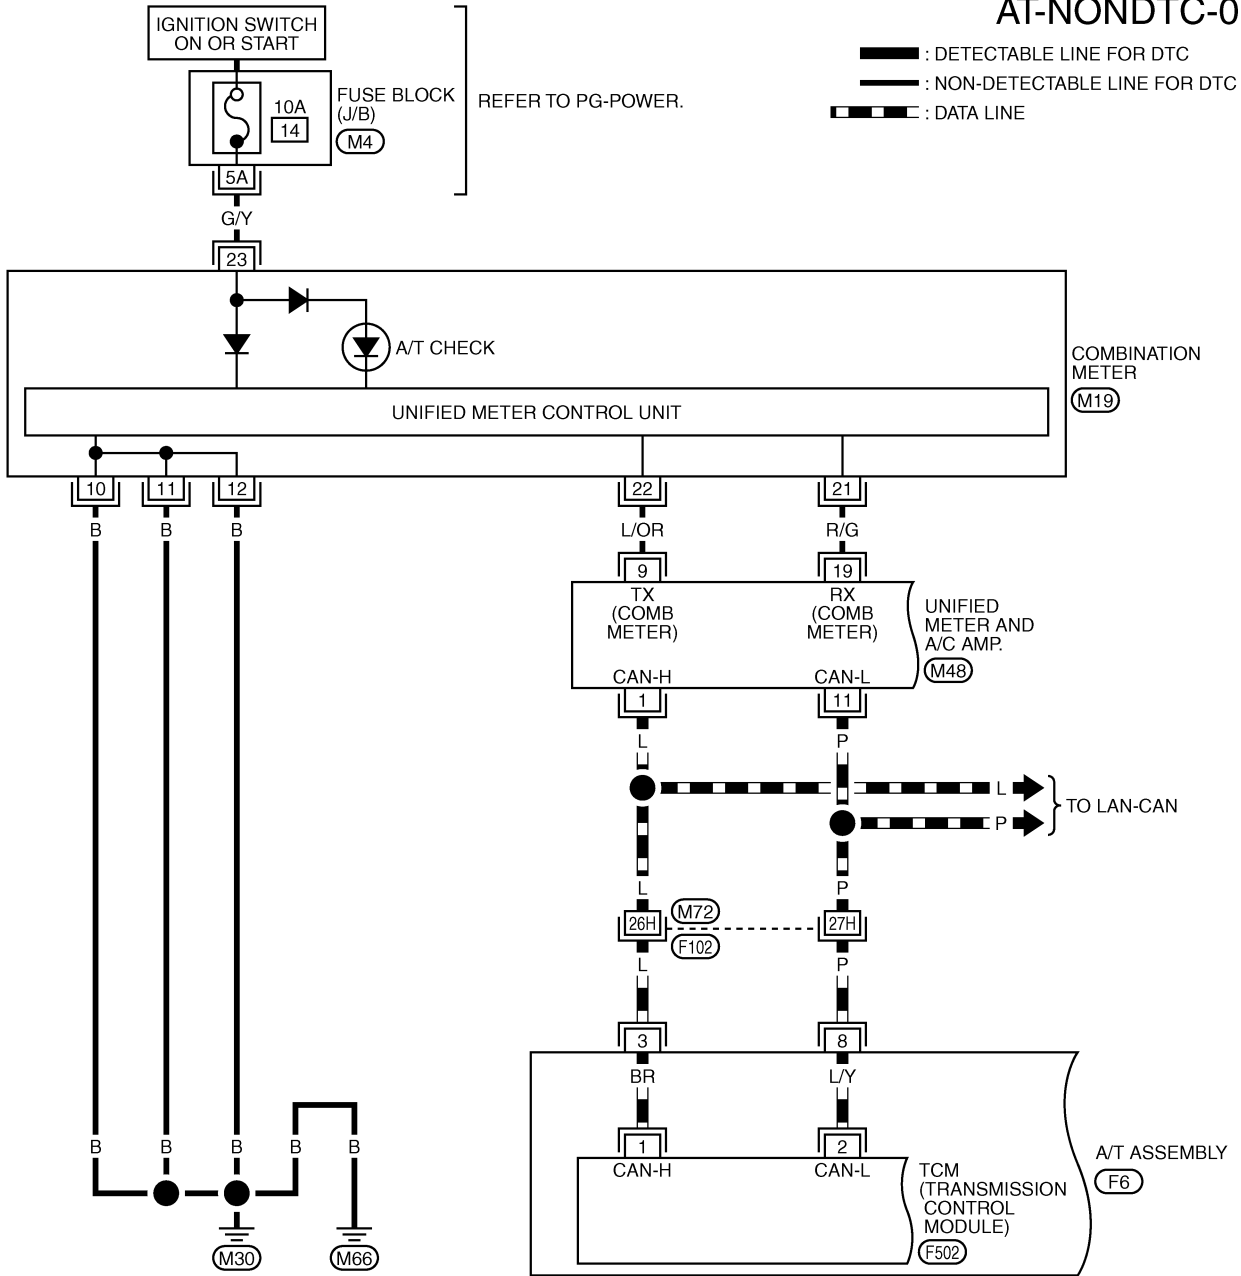 AT-NONDTC-0
IGNITION SWITCH
ON OR START
: DETECTABLE LINE FOR DTC
: NON-DETECTABLE LINE FOR DTC
: DATA LINE
10A
14
FUSE BLOCK
(J/B)
M4
REFER TO PG-POWER.
5A
G/Y
23
A/T CHECK
COMBINATION
METER
M19
UNIFIED METER CONTROL UNIT
10 11 12 22 21
B B B L/OR R/G
9 19
TX
(COMB
METER)
RX
(COMB
METER)
UNIFIED
METER AND
A/C AMP.
M48
CAN-H CAN-L
1 11
L P
L
P
TO LAN-CAN
L P
26H 27H
M72
F102
L P
3 8
BR L/Y
1 2
B B B B B
CAN-H CAN-L
TCM
(TRANSMISSION
CONTROL
MODULE)
F502
A/T ASSEMBLY
F6
M30 M66